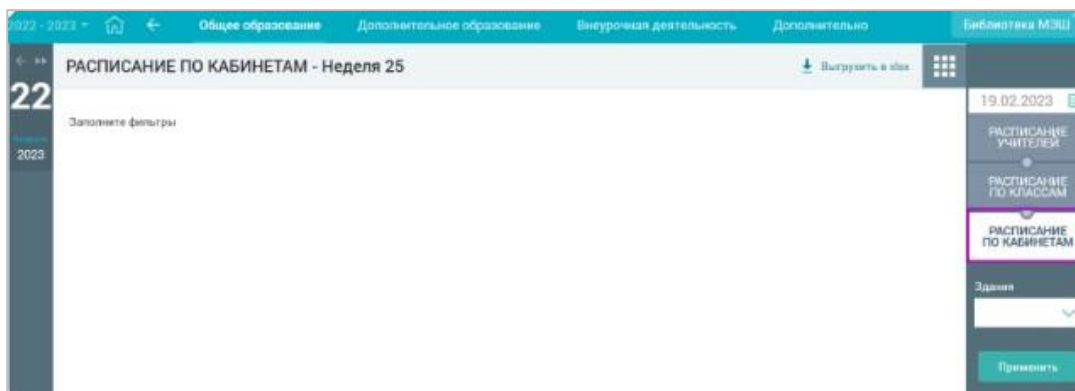 2022 - 2023
Общее образование
Дополнительное образование
Внеурочная деятельность
Дополнительно
Библиотека МЭШ
22
2023
РАСПИСАНИЕ ПО КАБИНЕТАМ - Неделя 25
Выгрузить в xlsx
Заполните фильтры
19.02.2023
РАСПИСАНИЕ
УЧИТЕЛЕЙ
РАСПИСАНИЕ
ПО КЛАССАМ
РАСПИСАНИЕ
ПО КАБИНЕТАМ
Здания
Применить